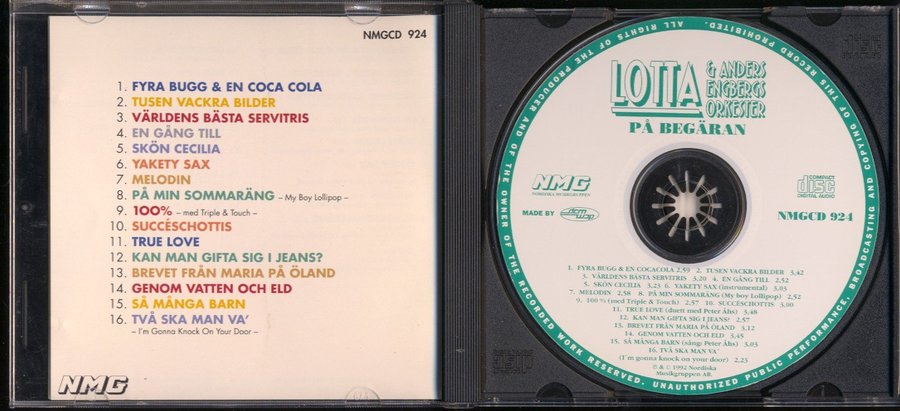 NMGCD 924
1. FYRA BUGG & EN COCA COLA
2. TUSEN VACKRA BILDER
3. VÄRLDENS BÄSTA SERVITRIS
4. EN GÅNG TILL
5. SKÖN CECILIA
6. YAKETY SAX
7. MELODIN
8. PÅ MIN SOMMARÄNG – My Boy Lollipop –
9. 100% – med Triple & Touch –
10. SUCCÉSCHOTTIS
11. TRUE LOVE
12. KAN MAN GIFTA SIG I JEANS?
13. BREVET FRÅN MARIA PÅ ÖLAND
14. GENOM VATTEN OCH ELD
15. SÅ MÅNGA BARN
16. TVÅ SKA MAN VA'
– I'm Gonna Knock On Your Door –
NMG
ALL RIGHTS OF THE PRODUCER AND OF THE OWNER OF THE RECORDED WORK RESERVED. UNAUTHORIZED PUBLIC PERFORMANCE, BROADCASTING AND COPYING OF THIS RECORD PROHIBITED.
LOTTA
& ANDERS
ENGBERGS
ORKESTER
PÅ BEGÄRAN
NMG
NORDISKA MUSIKGRUPPEN
COMPACT
disc
DIGITAL AUDIO
MADE BY
NMGCD 924
1. FYRA BUGG & EN COCACOLA 2,59 2. TUSEN VACKRA BILDER 3,42
3. VÄRLDENS BÄSTA SERVITRIS 3,20 4. EN GÅNG TILL 2,52
5. SKÖN CECILIA 3,23 6. YAKETY SAX (instrumental) 3,03
7. MELODIN 2,58 8. PÅ MIN SOMMARÄNG (My boy Lollipop) 2,52
9. 100 % (med Triple & Touch) 2,57 10. SUCCÉSCHOTTIS 3,00
11. TRUE LOVE (duett med Peter Åhs) 3,48
12. KAN MAN GIFTA SIG I JEANS? 2,57
13. BREVET FRÅN MARIA PÅ ÖLAND 3,12
14. GENOM VATTEN OCH ELD 3,45
15. SÅ MÅNGA BARN (sång: Peter Åhs) 3,03
16. TVÅ SKA MAN VA'
(I'm gonna knock on your door) 2,23
℗ & © 1992 Nordiska
Musikgruppen AB.